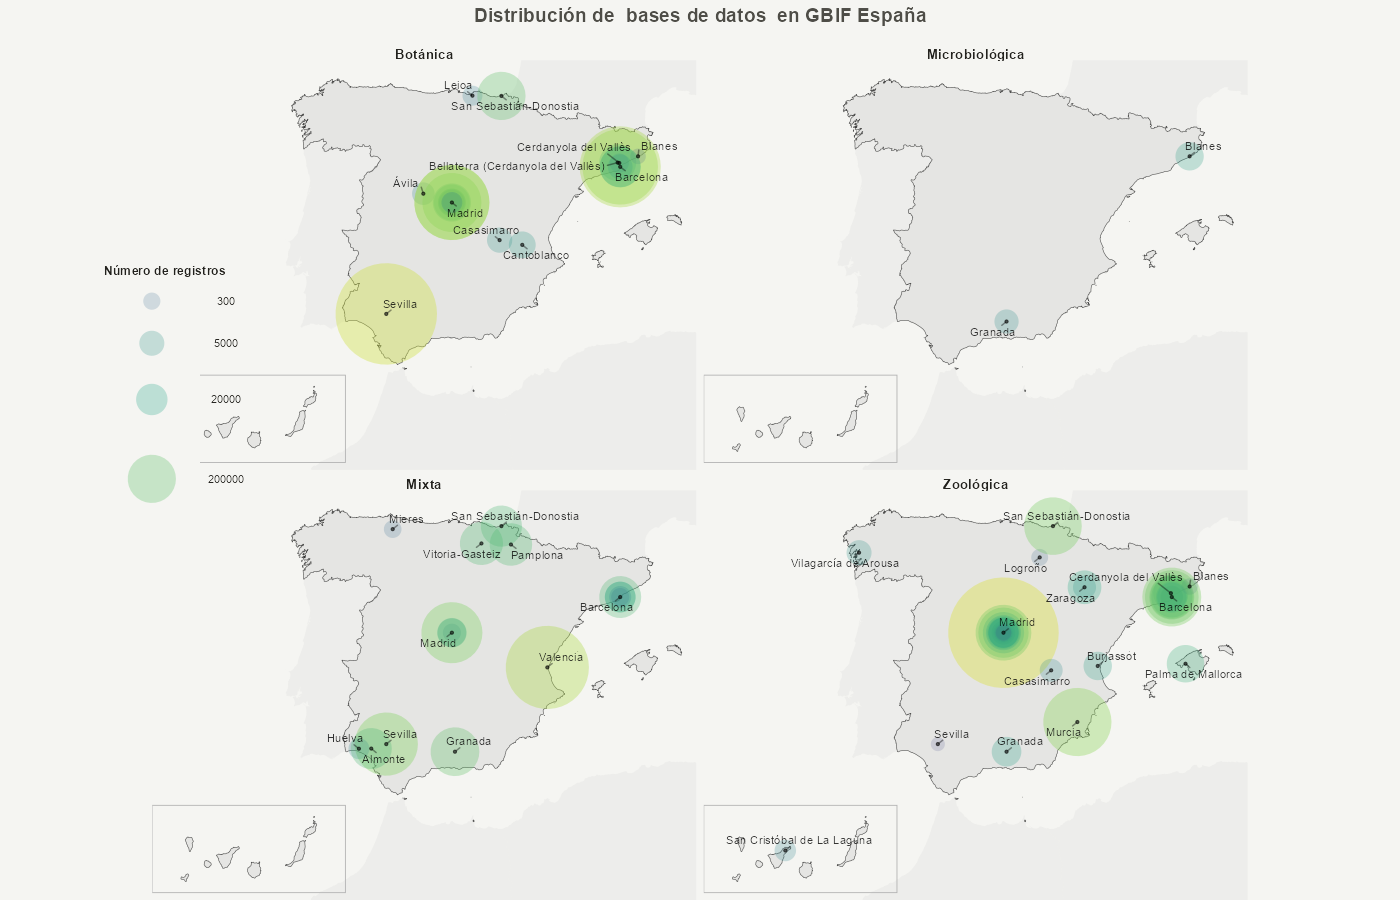 Distribución de  bases de datos  en GBIF España
Botánica
Leioa
San Sebastián-Donostia
Cerdanyola del Vallès
Blanes
Bellaterra (Cerdanyola del Vallès)
Barcelona
Ávila
Madrid
Casasimarro
Cantoblanco
Sevilla
Microbiológica
Blanes
Granada
Número de registros
300
5000
20000
200000
Mixta
Mieres
San Sebastián-Donostia
Vitoria-Gasteiz
Pamplona
Barcelona
Madrid
Valencia
Huelva
Sevilla
Almonte
Granada
Zoológica
San Sebastián-Donostia
Vilagarcía de Arousa
Logroño
Cerdanyola del Vallès
Blanes
Zaragoza
Barcelona
Madrid
Burjassot
Casasimarro
Palma de Mallorca
Murcia
Sevilla
Granada
San Cristóbal de La Laguna